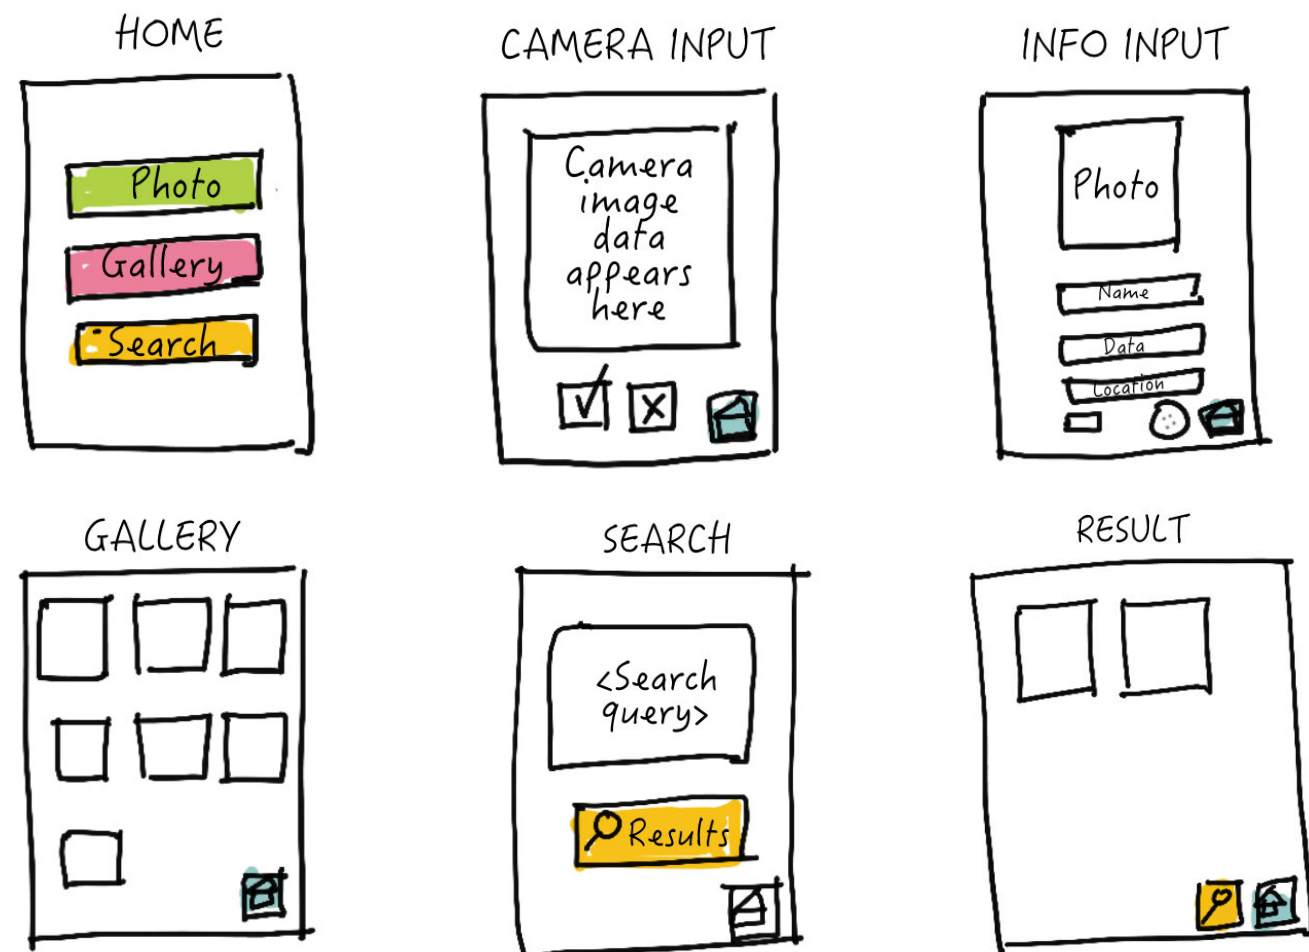 HOME
Photo
Gallery
Search
CAMERA INPUT
Camera
image
data
appears
here
INFO INPUT
Photo
Name
Data
Location
GALLERY
SEARCH
<Search
query>
Results
RESULT